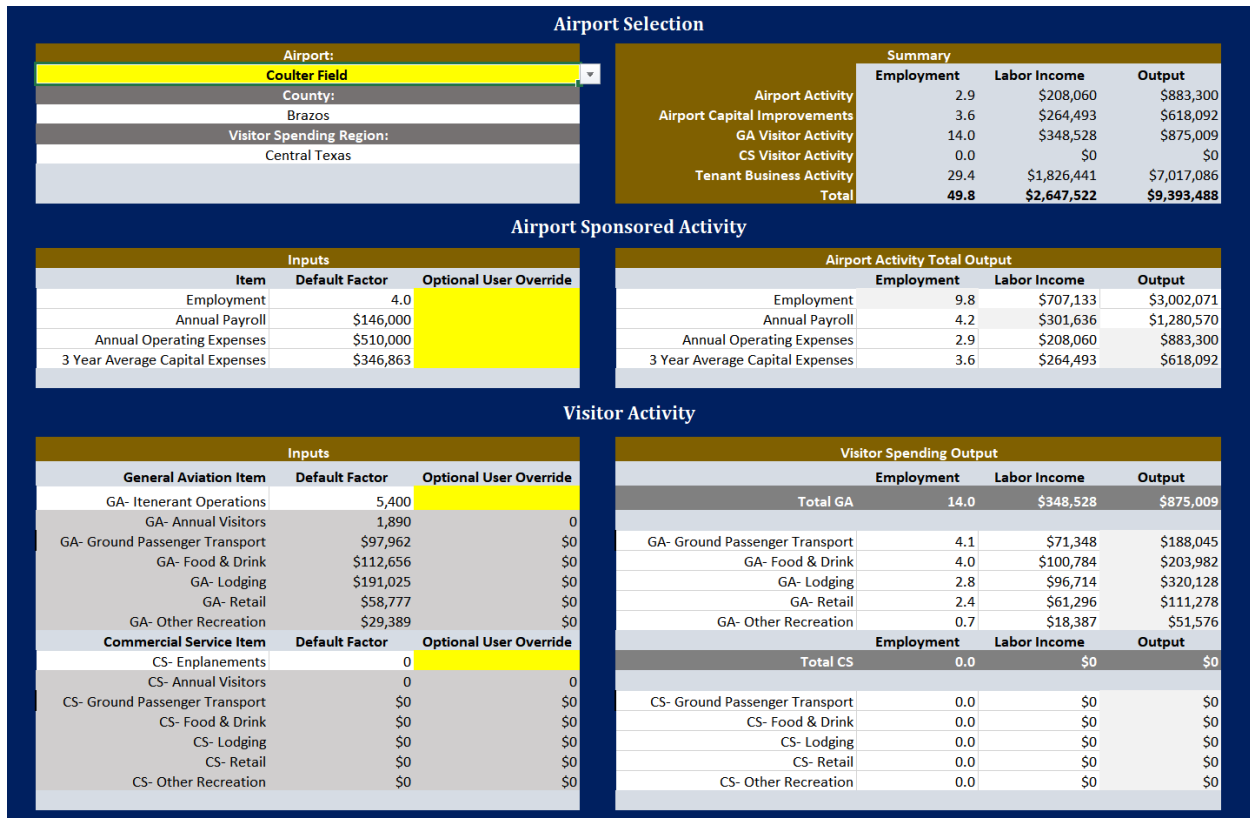 Airport Selection
Airport:
Coulter Field
County:
Brazos
Visitor Spending Region:
Central Texas
Summary
Employment Labor Income Output
Airport Activity 2.9 $208,060 $883,300
Airport Capital Improvements 3.6 $264,493 $618,092
GA Visitor Activity 14.0 $348,528 $875,009
CS Visitor Activity 0.0 $0 $0
Tenant Business Activity 29.4 $1,826,441 $7,017,086
Total 49.8 $2,647,522 $9,393,488
Airport Sponsored Activity
Inputs
Item Default Factor Optional User Override
Employment 4.0
Annual Payroll $146,000
Annual Operating Expenses $510,000
3 Year Average Capital Expenses $346,863
Airport Activity Total Output
Employment Labor Income Output
Employment 9.8 $707,133 $3,002,071
Annual Payroll 4.2 $301,636 $1,280,570
Annual Operating Expenses 2.9 $208,060 $883,300
3 Year Average Capital Expenses 3.6 $264,493 $618,092
Visitor Activity
Inputs
General Aviation Item Default Factor Optional User Override
GA- Itenerant Operations 5,400
GA- Annual Visitors 1,890 0
GA- Ground Passenger Transport $97,962 $0
GA- Food & Drink $112,656 $0
GA- Lodging $191,025 $0
GA- Retail $58,777 $0
GA- Other Recreation $29,389 $0
Commercial Service Item Default Factor Optional User Override
CS- Enplanements 0
CS- Annual Visitors 0 0
CS- Ground Passenger Transport $0 $0
CS- Food & Drink $0 $0
CS- Lodging $0 $0
CS- Retail $0 $0
CS- Other Recreation $0 $0
Visitor Spending Output
Employment Labor Income Output
Total GA 14.0 $348,528 $875,009
GA- Ground Passenger Transport 4.1 $71,348 $188,045
GA- Food & Drink 4.0 $100,784 $203,982
GA- Lodging 2.8 $96,714 $320,128
GA- Retail 2.4 $61,296 $111,278
GA- Other Recreation 0.7 $18,387 $51,576
Employment Labor Income Output
Total CS 0.0 $0 $0
CS- Ground Passenger Transport 0.0 $0 $0
CS- Food & Drink 0.0 $0 $0
CS- Lodging 0.0 $0 $0
CS- Retail 0.0 $0 $0
CS- Other Recreation 0.0 $0 $0